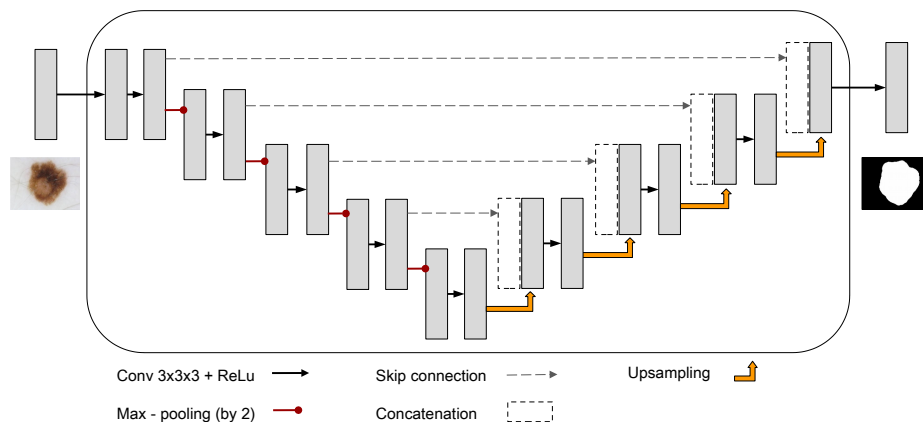 Conv 3x3x3 + ReLu
Skip connection
Upsampling
Max - pooling (by 2)
Concatenation